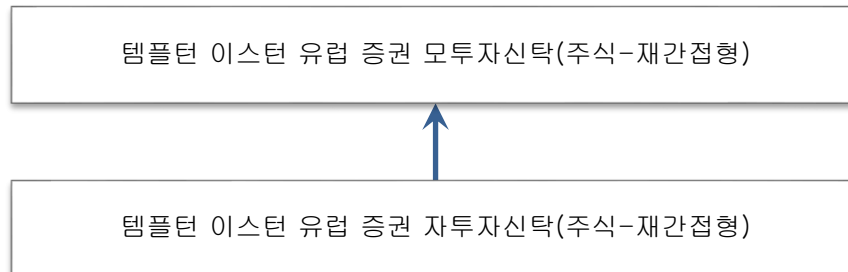 템플턴 이스턴 유럽 증권 모투자신탁(주식-재간접형)
템플턴 이스턴 유럽 증권 자투자신탁(주식-재간접형)